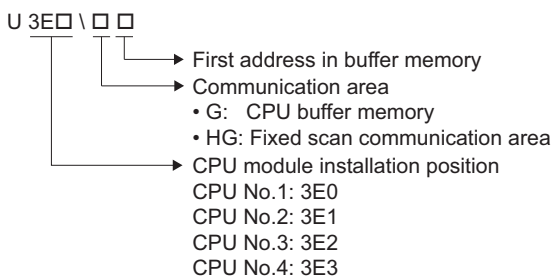 U 3E□ \ □ □
First address in buffer memory
Communication area
• G: CPU buffer memory
• HG: Fixed scan communication area
CPU module installation position
CPU No.1: 3E0
CPU No.2: 3E1
CPU No.3: 3E2
CPU No.4: 3E3